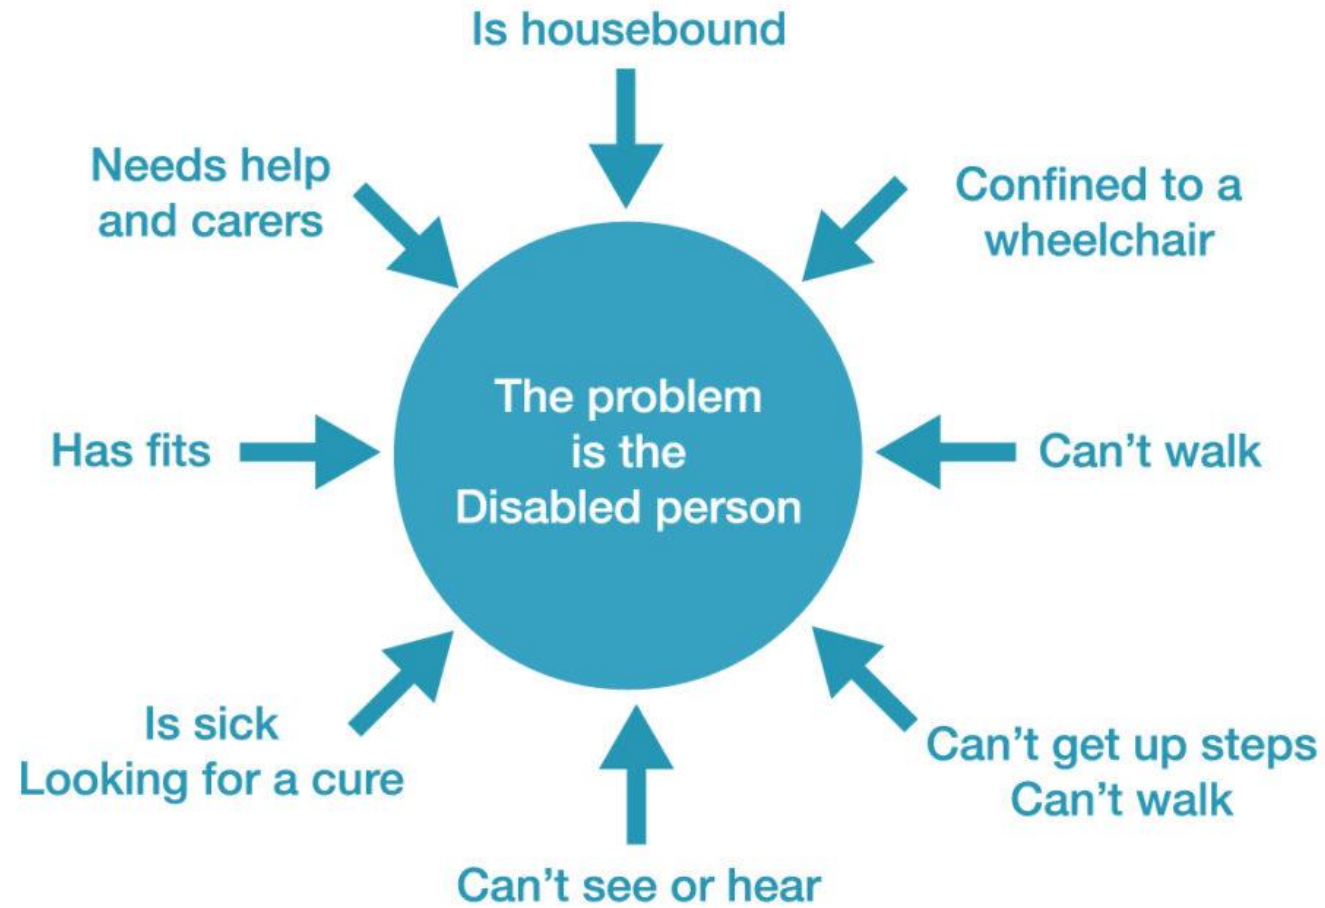 Is housebound
Needs help
and carers
Confined to a
wheelchair
The problem
is the
Disabled person
Has fits
Can’t walk
Is sick
Looking for a cure
Can’t get up steps
Can’t walk
Can’t see or hear